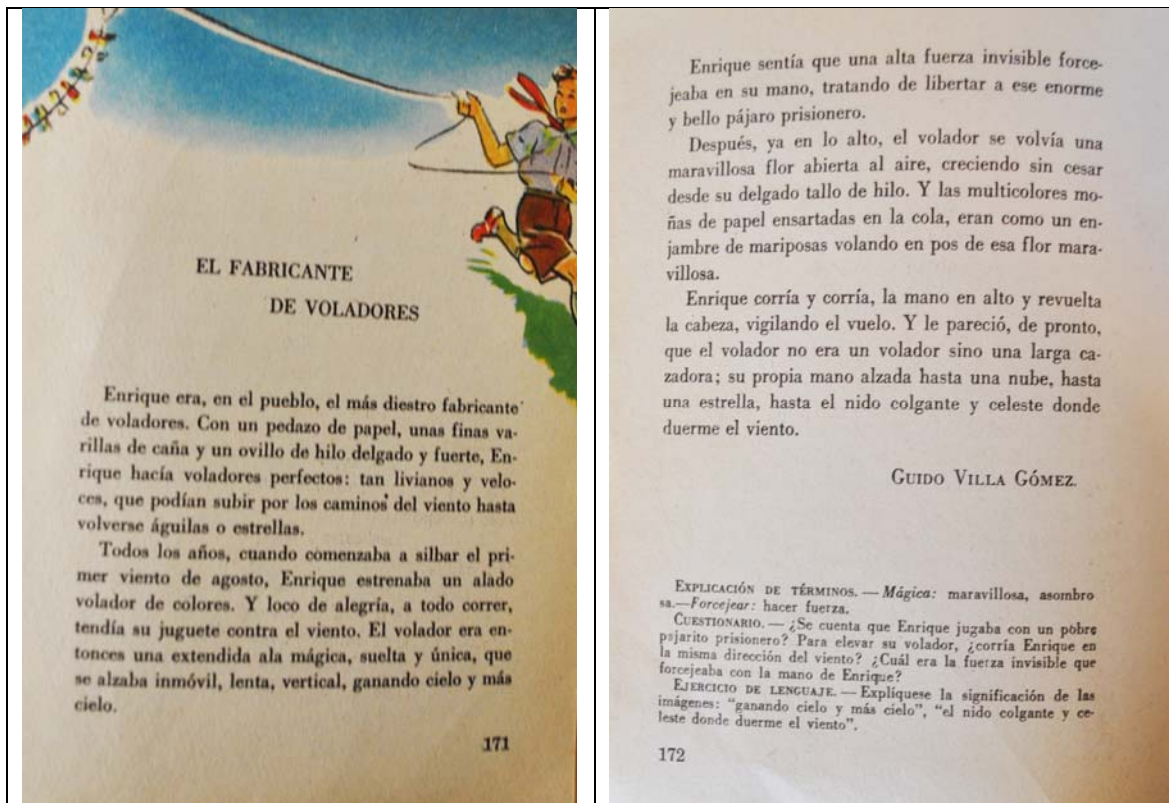 EL FABRICANTE
DE VOLADORES
Enrique era, en el pueblo, el más diestro fabricante
de voladores. Con un pedazo de papel, unas finas va-
rillas de caña y un ovillo de hilo delgado y fuerte, En-
rique hacía voladores perfectos: tan livianos y velo-
ces, que podían subir por los caminos del viento hasta
volverse águilas o estrellas.
Todos los años, cuando comenzaba a silbar el pri-
mer viento de agosto, Enrique estrenaba un alado
volador de colores. Y loco de alegría, a todo correr,
tendía su juguete contra el viento. El volador era en-
tonces una extendida ala mágica, suelta y única, que
se alzaba inmóvil, lenta, vertical, ganando cielo y más
cielo.
171
Enrique sentía que una alta fuerza invisible force-
jeaba en su mano, tratando de libertar a ese enorme
y bello pájaro prisionero.
Después, ya en lo alto, el volador se volvía una
maravillosa flor abierta al aire, creciendo sin cesar
desde su delgado tallo de hilo. Y las multicolores mo-
ñas de papel ensartadas en la cola, eran como un en-
jambre de mariposas volando en pos de esa flor mara-
villosa.
Enrique corría y corría, la mano en alto y revuelta
la cabeza, vigilando el vuelo. Y le pareció, de pronto,
que el volador no era un volador sino una larga ca-
zadora; su propia mano alzada hasta una nube, hasta
una estrella, hasta el nido colgante y celeste donde
duerme el viento.
GUIDO VILLA GÓMEZ.
EXPLICACIÓN DE TÉRMINOS. — Mágica: maravillosa, asombro
sa.—Forcejear: hacer fuerza.
CUESTIONARIO. — ¿Se cuenta que Enrique jugaba con un pobre
pajarito prisionero? Para elevar su volador, ¿corría Enrique en
la misma dirección del viento? ¿Cuál era la fuerza invisible que
forcejeaba con la mano de Enrique?
EJERCICIO DE LENGUAJE. — Explíquese la significación de las
imágenes: “ganando cielo y más cielo”, “el nido colgante y ce-
leste donde duerme el viento”.
172